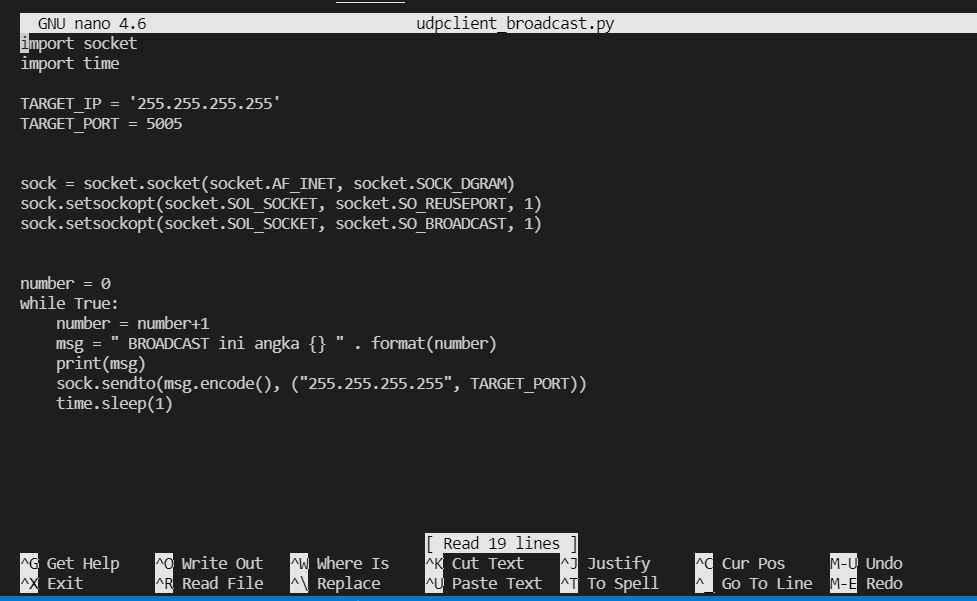 GNU nano 4.6 udpclient_broadcast.py
import socket
import time
TARGET_IP = '255.255.255.255'
TARGET_PORT = 5005
sock = socket.socket(socket.AF_INET, socket.SOCK_DGRAM)
sock.setsockopt(socket.SOL_SOCKET, socket.SO_REUSEPORT, 1)
sock.setsockopt(socket.SOL_SOCKET, socket.SO_BROADCAST, 1)
number = 0
while True:
    number = number+1
    msg = " BROADCAST ini angka {} " . format(number)
    print(msg)
    sock.sendto(msg.encode(), ("255.255.255.255", TARGET_PORT))
    time.sleep(1)
[ Read 19 lines ]
^G Get Help ^O Write Out ^W Where Is ^K Cut Text ^J Justify ^C Cur Pos M-U Undo
^X Exit ^R Read File ^\ Replace ^U Paste Text ^T To Spell ^_ Go To Line M-E Redo